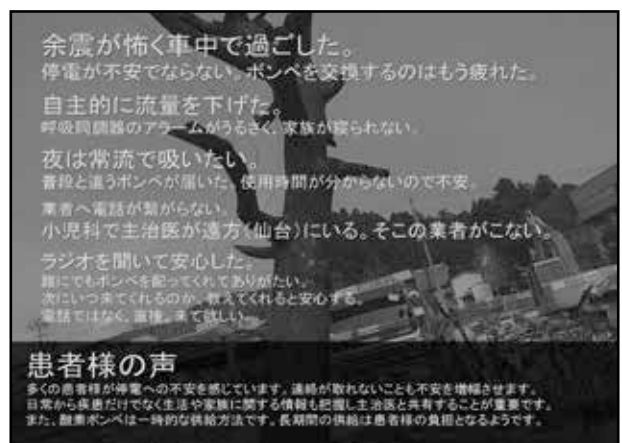 余震が怖く車中で過ごした。
停電が不安でならない。ボンベを交換するのはもう疲れた。
自主的に流量を下げた。
呼吸同調器のアラームがうるさく、家族が寝られない。
夜は常流で吸いたい。
普段と違うボンベが届いた、使用時間が分からないので不安。
業者へ電話が繋がらない。
小児科で主治医が遠方(仙台)にいる。そこの業者がこない。
ラジオを聞いて安心した。
誰にでもボンベを配ってくれてありがたい。
次にいつ来てくれるのか、教えてくれると安心する。
電話ではなく、直接、来て欲しい。
患者様の声
多くの患者様が停電への不安を感じています。連絡が取れないことも不安を増幅させます。
日常から疾患だけでなく生活や家族に関する情報も把握し主治医と共有することが重要です。
また、酸素ボンベは一時的な供給方法です。長期間の供給は患者様の負担となるようです。